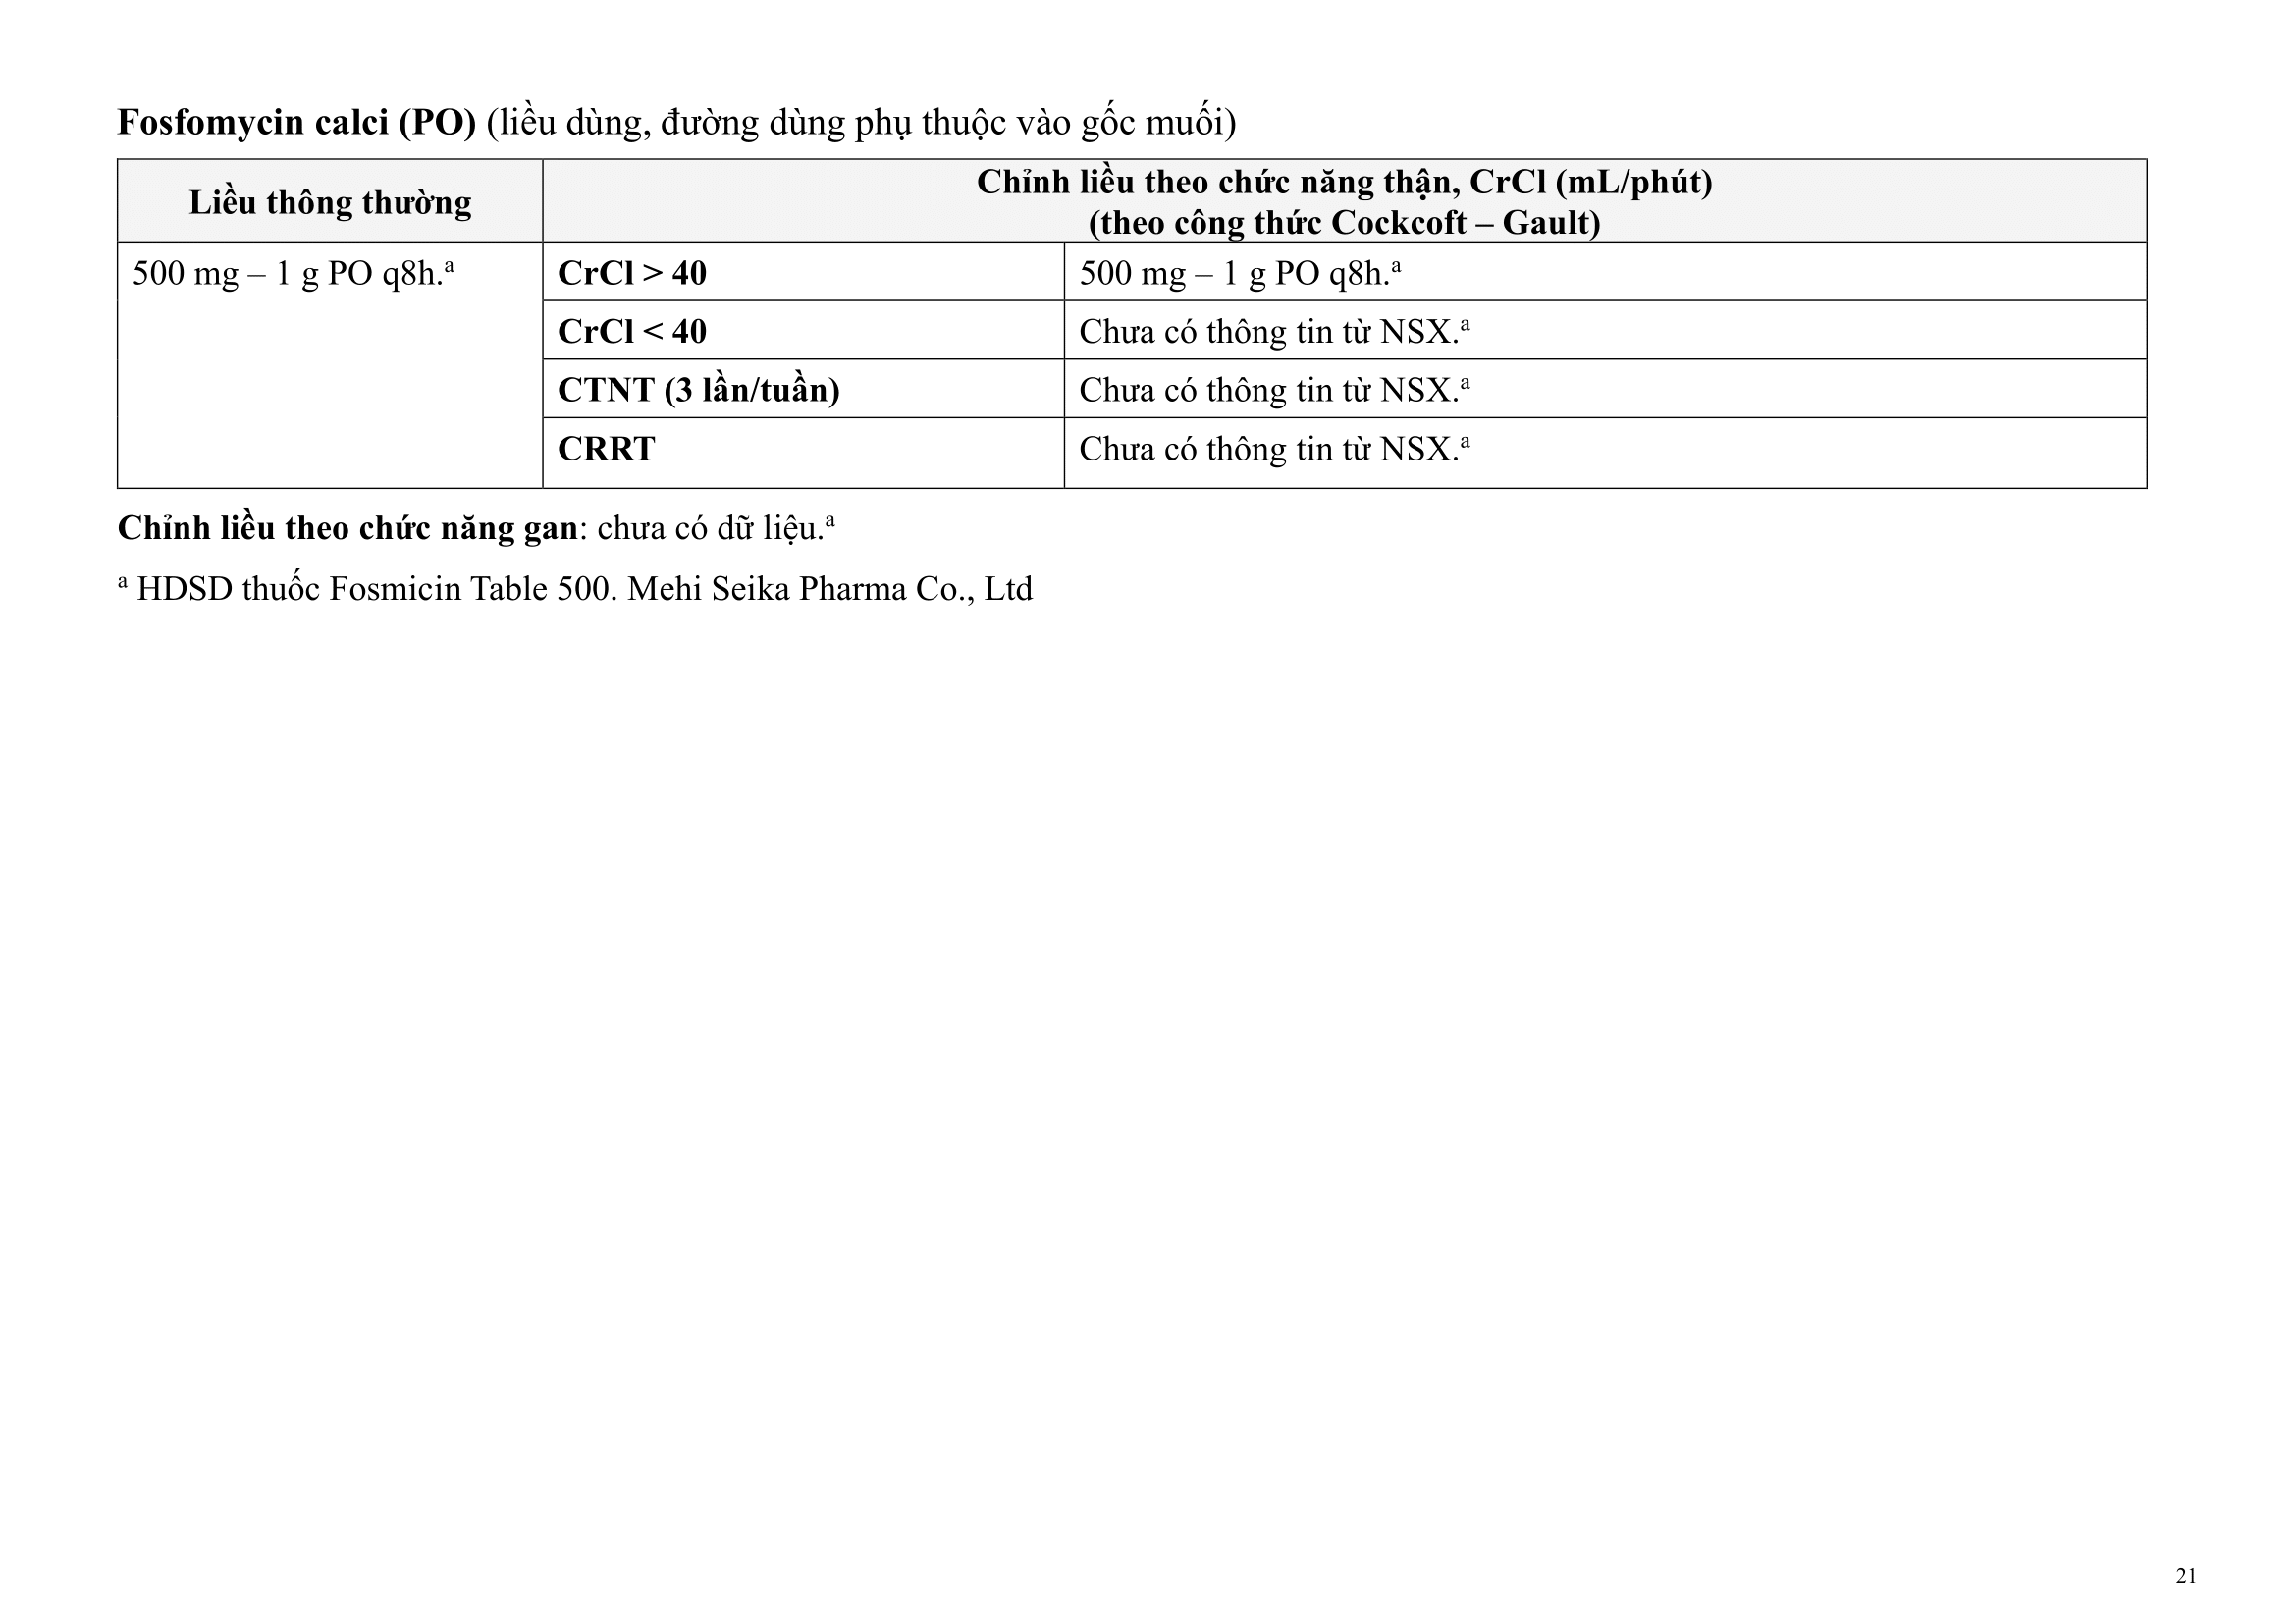 Fosfomycin calci (PO) (liều dùng, đường dùng phụ thuộc vào gốc muối)
Liều thông thường
Chỉnh liều theo chức năng thận, CrCl (mL/phút)
(theo công thức Cockcoft – Gault)
500 mg – 1 g PO q8h.ᵃ
CrCl > 40
500 mg – 1 g PO q8h.ᵃ
CrCl < 40
Chưa có thông tin từ NSX.ᵃ
CTNT (3 lần/tuần)
Chưa có thông tin từ NSX.ᵃ
CRRT
Chưa có thông tin từ NSX.ᵃ
Chỉnh liều theo chức năng gan: chưa có dữ liệu.ᵃ
ᵃ HDSD thuốc Fosmicin Table 500. Mehi Seika Pharma Co., Ltd
21